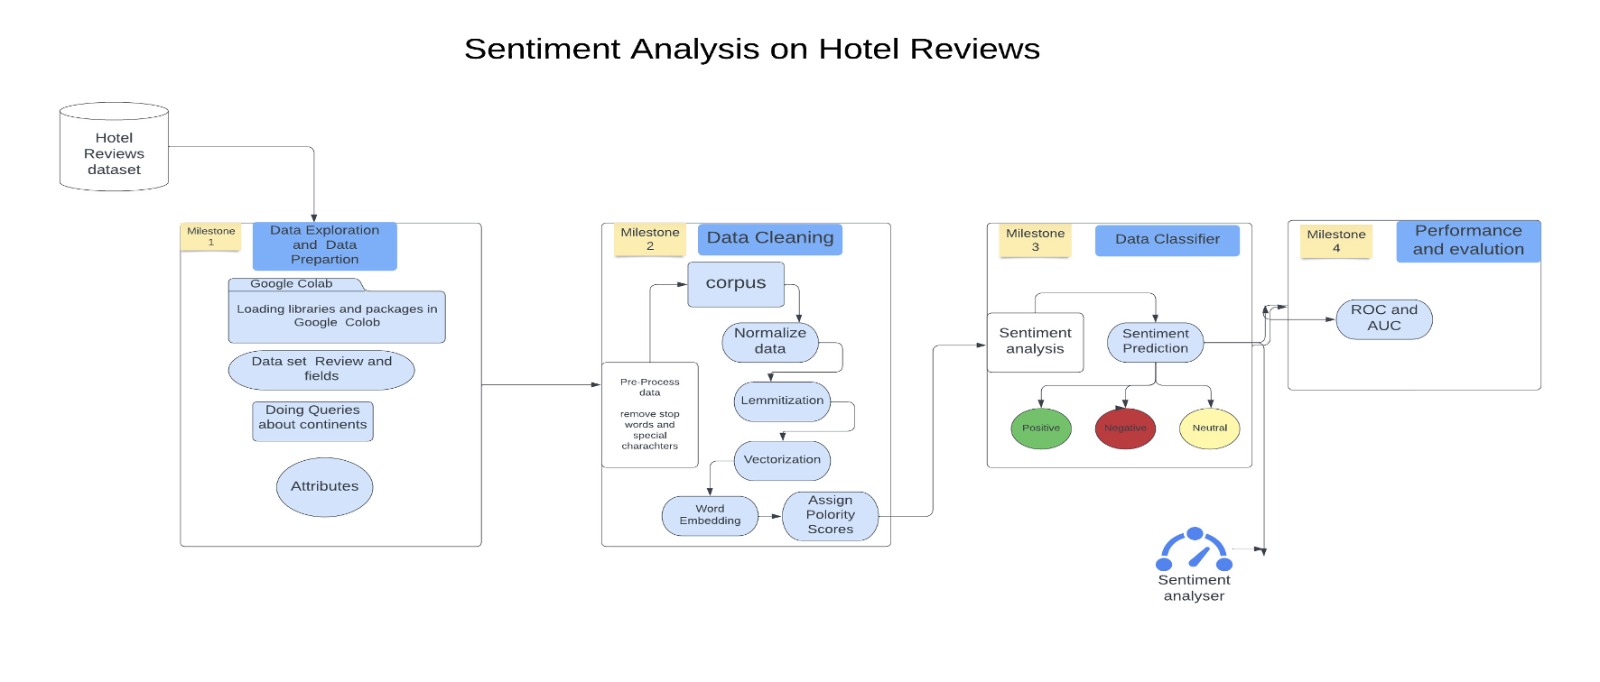 Sentiment Analysis on Hotel Reviews
Hotel
Reviews
dataset
Milestone
1
Data Exploration
and Data
Prepartion
Google Colab
Loading libraries and packages in
Google Colob
Data set Review and
fields
Doing Queries
about continents
Attributes
Milestone
2
Data Cleaning
corpus
Normalize
data
Pre-Process
data
remove stop
words and
special
charachters
Lemmitization
Vectorization
Word
Embedding
Assign
Polority
Scores
Milestone
3
Data Classifier
Sentiment
analysis
Sentiment
Prediction
Positive
Negative
Neutral
Milestone
4
Performance
and evalution
ROC and
AUC
Sentiment
analyser